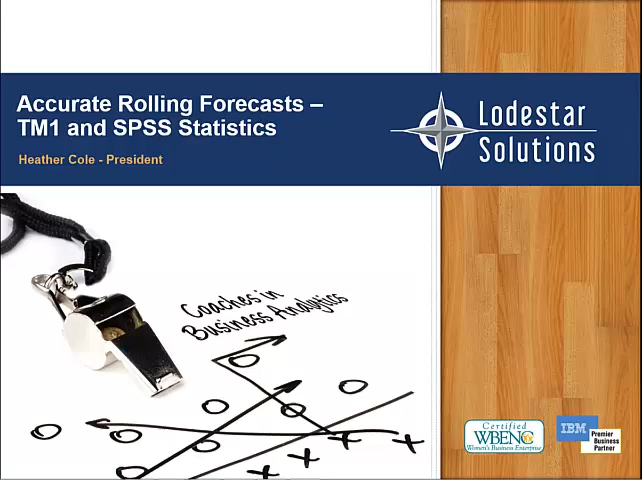 Accurate Rolling Forecasts –
TM1 and SPSS Statistics
Heather Cole - President
Lodestar
Solutions
Coaches in
Business Analytics
Certified
WBENC
Women's Business Enterprise
IBM
Premier
Business
Partner